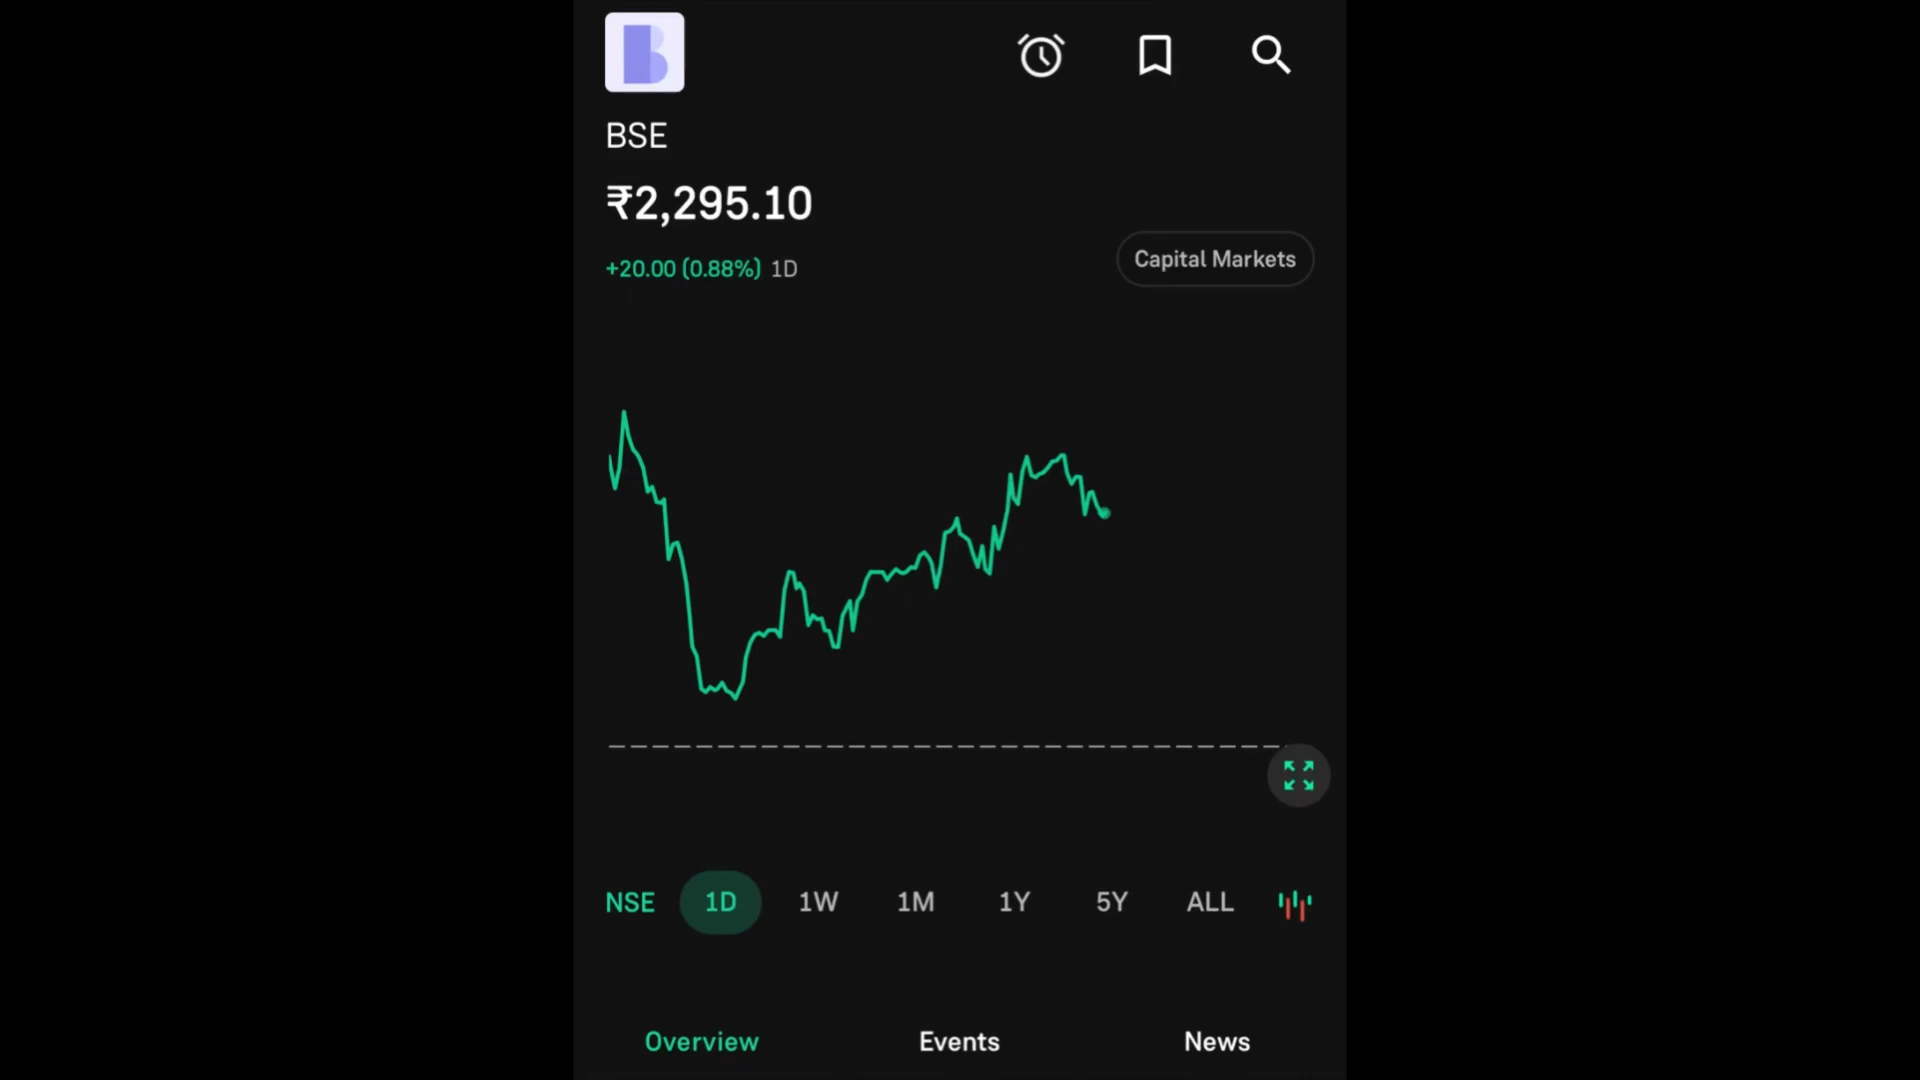 B
BSE
₹2,295.10
+20.00 (0.88%) 1D
Capital Markets
NSE 1D 1W 1M 1Y 5Y ALL
Overview Events News